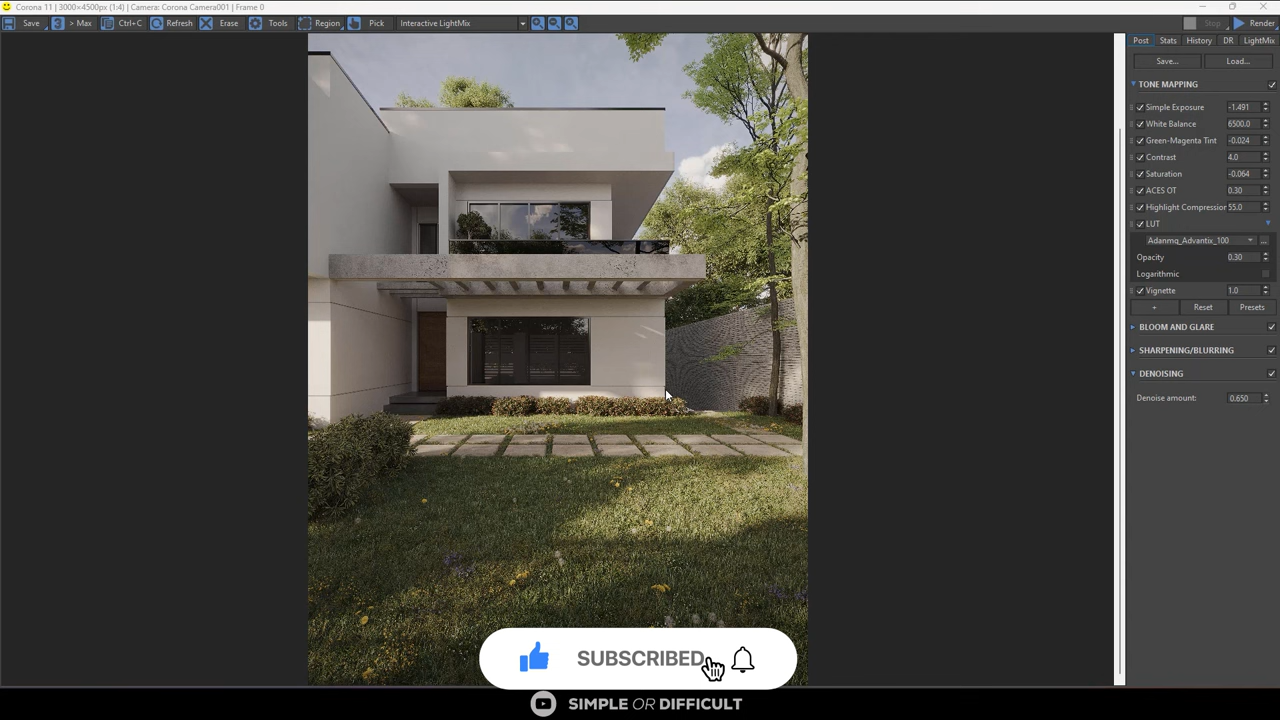 Corona 11 | 3000×4500px (1:4) | Camera: Corona Camera001 | Frame 0
Save 3 > Max Ctrl+C Refresh Erase Tools Region Pick Interactive LightMix Stop Render
Post Stats History DR LightMix
Save... Load...
TONE MAPPING
Simple Exposure -1.491
White Balance 6500.0
Green-Magenta Tint -0.024
Contrast 4.0
Saturation -0.064
ACES OT 0.30
Highlight Compression 55.0
LUT
Adanmq_Advantix_100 ...
Opacity 0.30
Logarithmic
Vignette 1.0
+ Reset Presets
BLOOM AND GLARE
SHARPENING/BLURRING
DENOISING
Denoise amount: 0.650
SUBSCRIBED
SIMPLE OR DIFFICULT